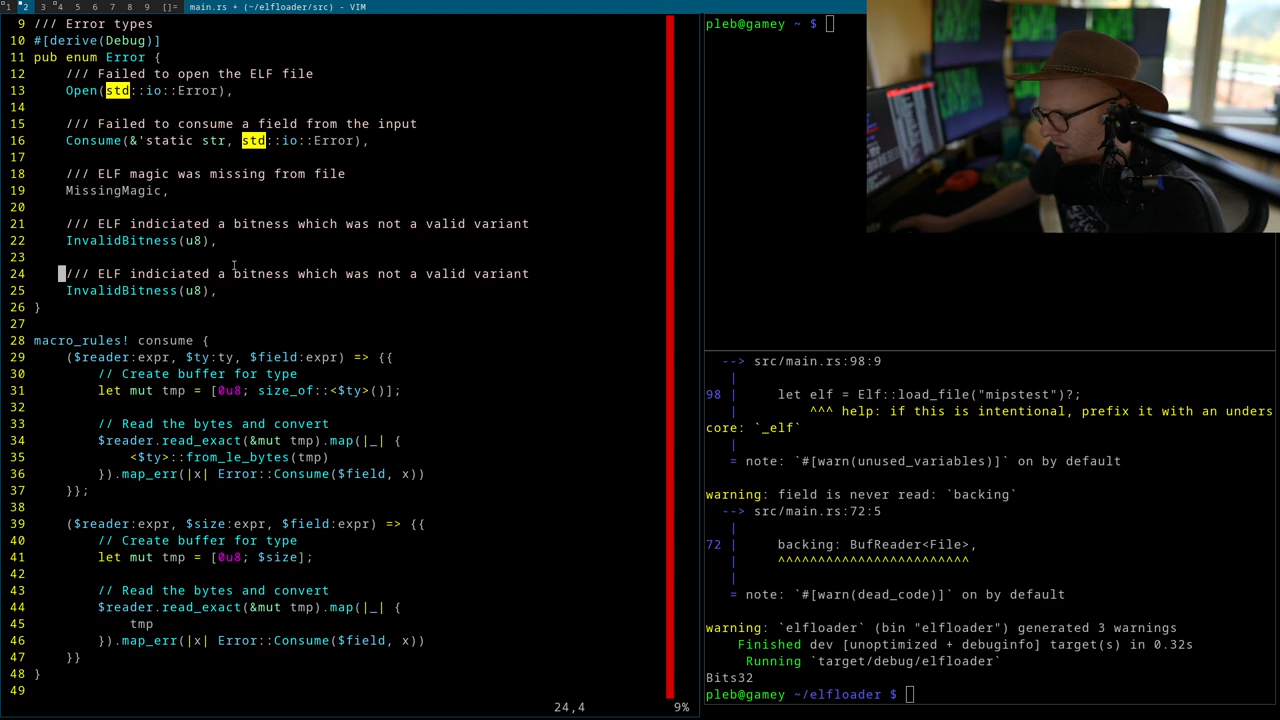 1 2 3 4 5 6 7 8 9 []= main.rs + (~/elfloader/src) - VIM
9 /// Error types
10 #[derive(Debug)]
11 pub enum Error {
12     /// Failed to open the ELF file
13     Open(std::io::Error),
14
15     /// Failed to consume a field from the input
16     Consume(&'static str, std::io::Error),
17
18     /// ELF magic was missing from file
19     MissingMagic,
20
21     /// ELF indiciated a bitness which was not a valid variant
22     InvalidBitness(u8),
23
24     /// ELF indiciated a bitness which was not a valid variant
25     InvalidBitness(u8),
26 }
27
28 macro_rules! consume {
29     ($reader:expr, $ty:ty, $field:expr) => {{
30         // Create buffer for type
31         let mut tmp = [0u8; size_of::<$ty>()];
32
33         // Read the bytes and convert
34         $reader.read_exact(&mut tmp).map(|_| {
35             <$ty>::from_le_bytes(tmp)
36         }).map_err(|x| Error::Consume($field, x))
37     }};
38
39     ($reader:expr, $size:expr, $field:expr) => {{
40         // Create buffer for type
41         let mut tmp = [0u8; $size];
42
43         // Read the bytes and convert
44         $reader.read_exact(&mut tmp).map(|_| {
45             tmp
46         }).map_err(|x| Error::Consume($field, x))
47     }}
48 }
49
24,4 9%
pleb@gamey ~ $
--> src/main.rs:98:9
|
98 |     let elf = Elf::load_file("mipstest")?;
|         ^^^ help: if this is intentional, prefix it with an unders
core: `_elf`
|
= note: `#[warn(unused_variables)]` on by default
warning: field is never read: `backing`
--> src/main.rs:72:5
|
72 |     backing: BufReader<File>,
|     ^^^^^^^^^^^^^^^^^^^^^^^^
|
= note: `#[warn(dead_code)]` on by default
warning: `elfloader` (bin "elfloader") generated 3 warnings
Finished dev [unoptimized + debuginfo] target(s) in 0.32s
Running `target/debug/elfloader`
Bits32
pleb@gamey ~/elfloader $